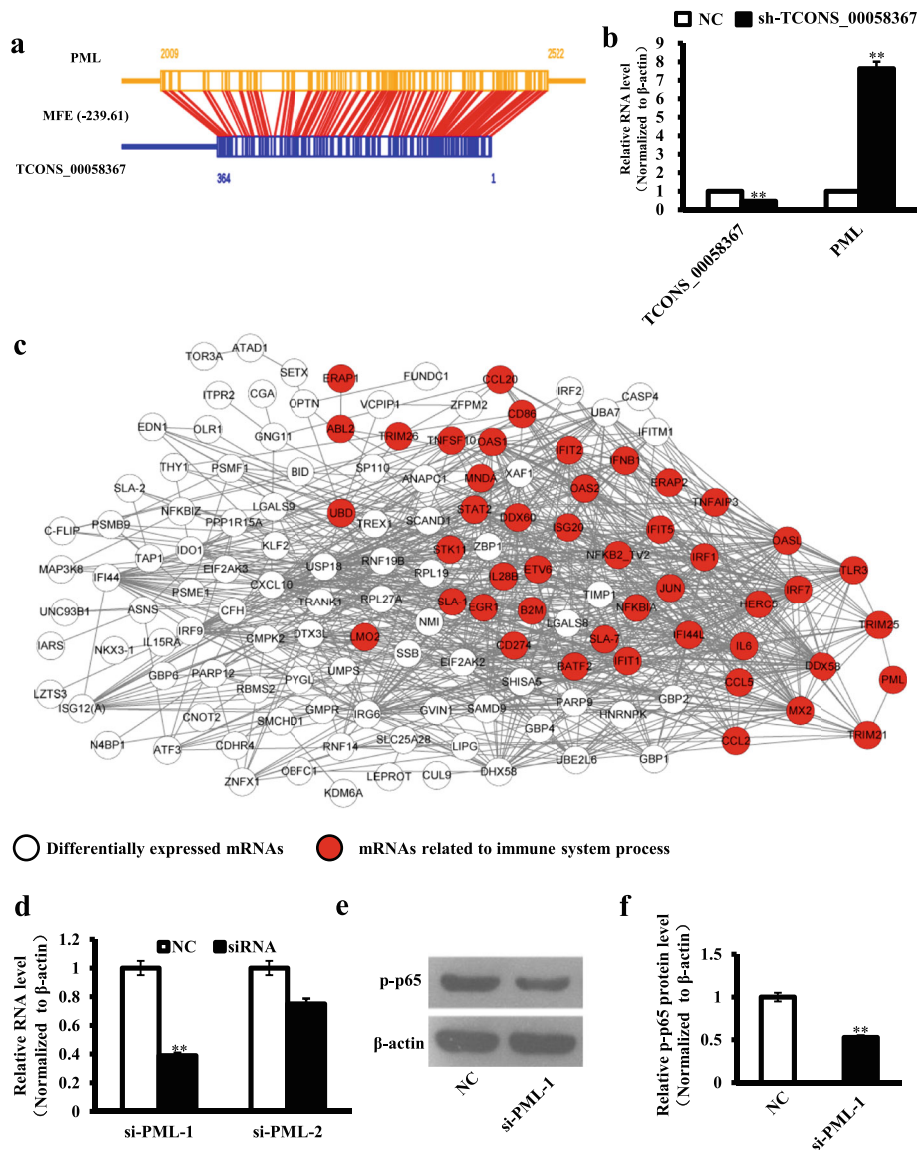 a
PML
2009
2522
MFE (-239.61)
TCONS_00058367
364
1
b
NC
sh-TCONS_00058367
Relative RNA level
(Normalized to β-actin)
9
8
7
6
5
4
3
2
1
0
**
**
TCONS_00058367
PML
c
TOR3A
ATAD1
SETX
ERAP1
FUNDC1
CCL20
IRF2
CASP4
ITPR2
CGA
OPTN
VCPIP1
ZFPM2
CD86
UBA7
IFITM1
EDN1
OLR1
GNG11
ABL2
TRIM26
TNFSF10
OAS1
IFIT2
IFNB1
THY1
PSMF1
BID
SP110
ANAPC1
MNDA
XAF1
OAS2
ERAP2
TNFAIP3
SLA-2
NFKBIZ
LGALS9
UBD
TREX1
SCAND1
STAT2
DDX60
ISG20
IFIT5
C-FLIP
PSMB9
PPP1R15A
KLF2
RNF19B
STK11
ZBP1
NFKB2_TV2
IRF1
OASL
TAP1
IDO1
USP18
RPL19
IL28B
ETV6
TIMP1
JUN
TLR3
MAP3K8
IFI44
EIF2AK3
CXCL10
TRANK1
RPL27A
SLA-1
EGR1
B2M
NFKBIA
HERC5
IRF7
PSME1
UNC93B1
ASNS
CFH
NMI
LGALS8
TRIM25
IARS
NKX3-1
IL15RA
IRF9
CMPK2
DTX3L
LMO2
SSB
CD274
SLA-7
IFI44L
IL6
GBP6
PARP12
PYGL
UMPS
EIF2AK2
BATF2
IFIT1
CCL5
DDX58
PML
LZTS3
ISG12(A)
RBMS2
SHISA5
PARP9
GBP2
CNOT2
SMCHD1
GMPR
IRG6
GVIN1
SAMD9
HNRNPK
MX2
N4BP1
ATF3
CDHR4
RNF14
SLC25A28
LIPG
GBP4
CCL2
TRIM21
ZNFX1
OEFC1
LEPROT
CUL9
DHX58
UBE2L6
GBP1
KDM6A
Differentially expressed mRNAs
mRNAs related to immune system process
d
Relative RNA level
(Normalized to β-actin)
1.2
1
0.8
0.6
0.4
0.2
0
NC
siRNA
**
si-PML-1
si-PML-2
e
p-p65
β-actin
NC
si-PML-1
f
Relative p-p65 protein level
(Normalized to β-actin)
1.5
1
0.5
0
**
NC
si-PML-1